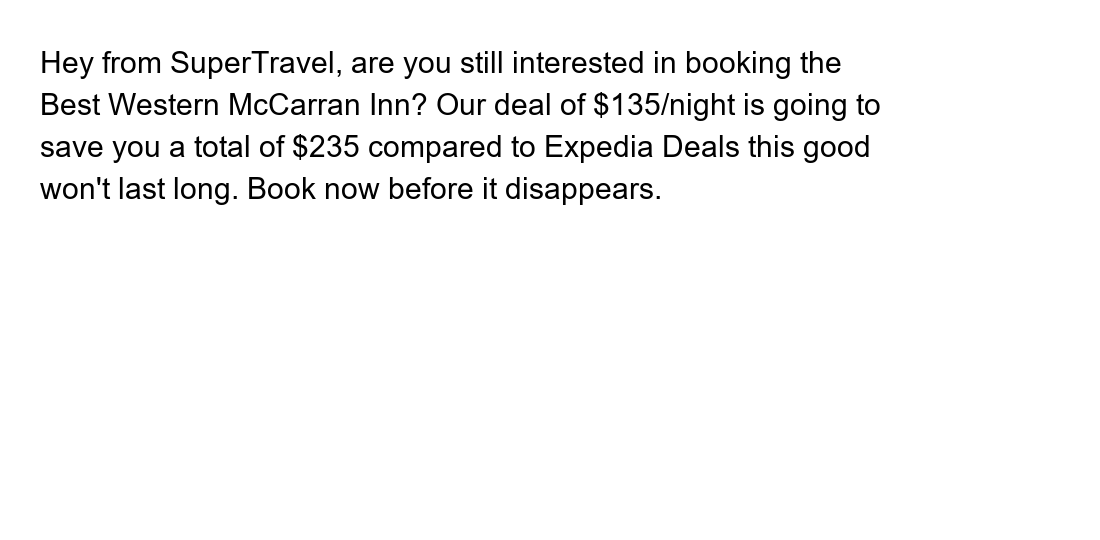 Hey from SuperTravel, are you still interested in booking the
Best Western McCarran Inn? Our deal of $135/night is going to
save you a total of $235 compared to Expedia Deals this good
won't last long. Book now before it disappears.